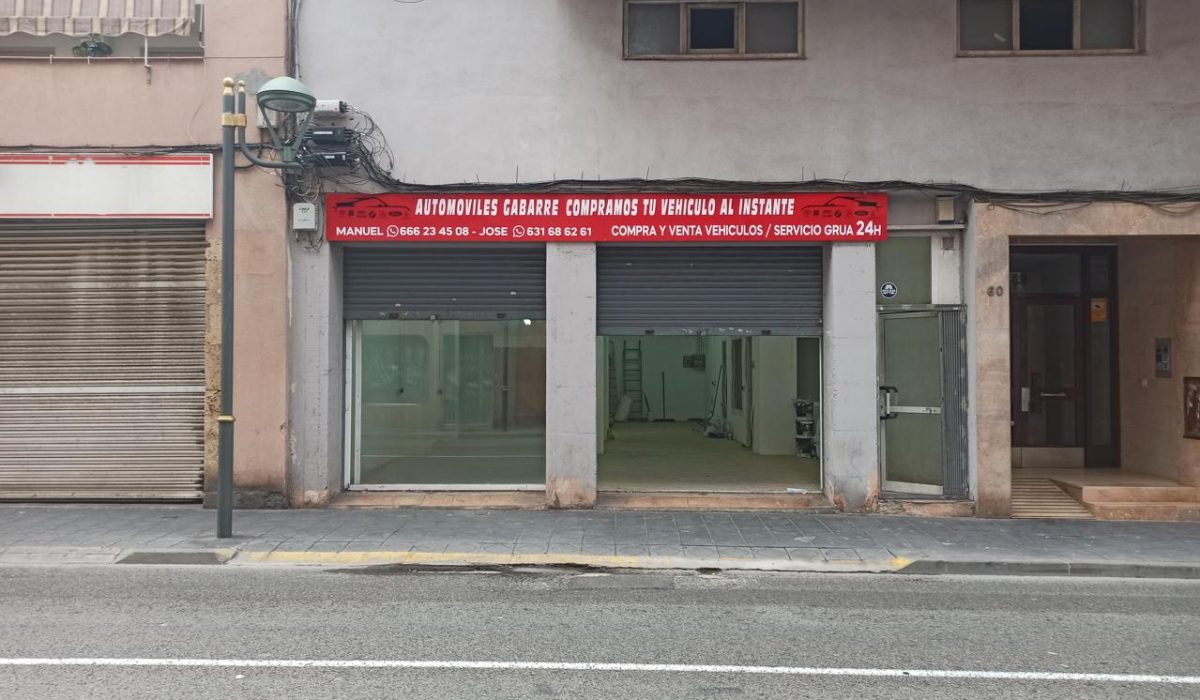 AUTOMOVILES GABARRE COMPRAMOS TU VEHICULO AL INSTANTE
MANUEL 666 23 45 08 - JOSE 631 68 62 61 COMPRA Y VENTA VEHICULOS / SERVICIO GRUA 24H
60